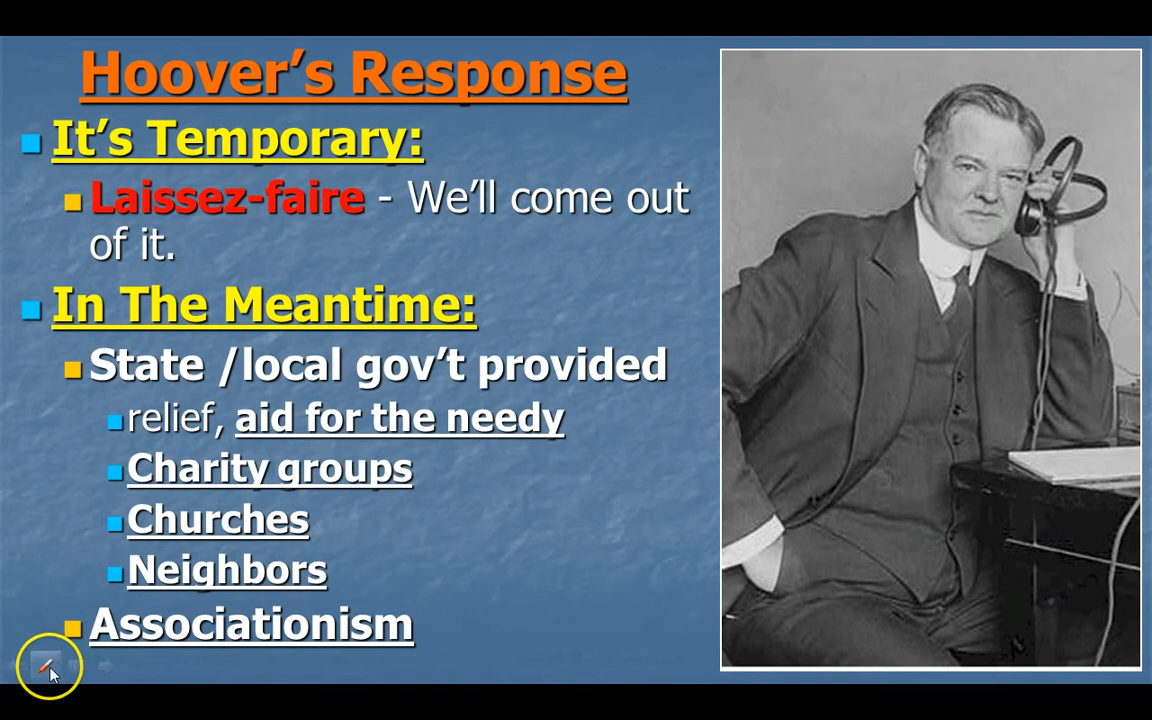 Hoover’s Response
It’s Temporary:
Laissez-faire - We’ll come out
of it.
In The Meantime:
State /local gov’t provided
relief, aid for the needy
Charity groups
Churches
Neighbors
Associationism